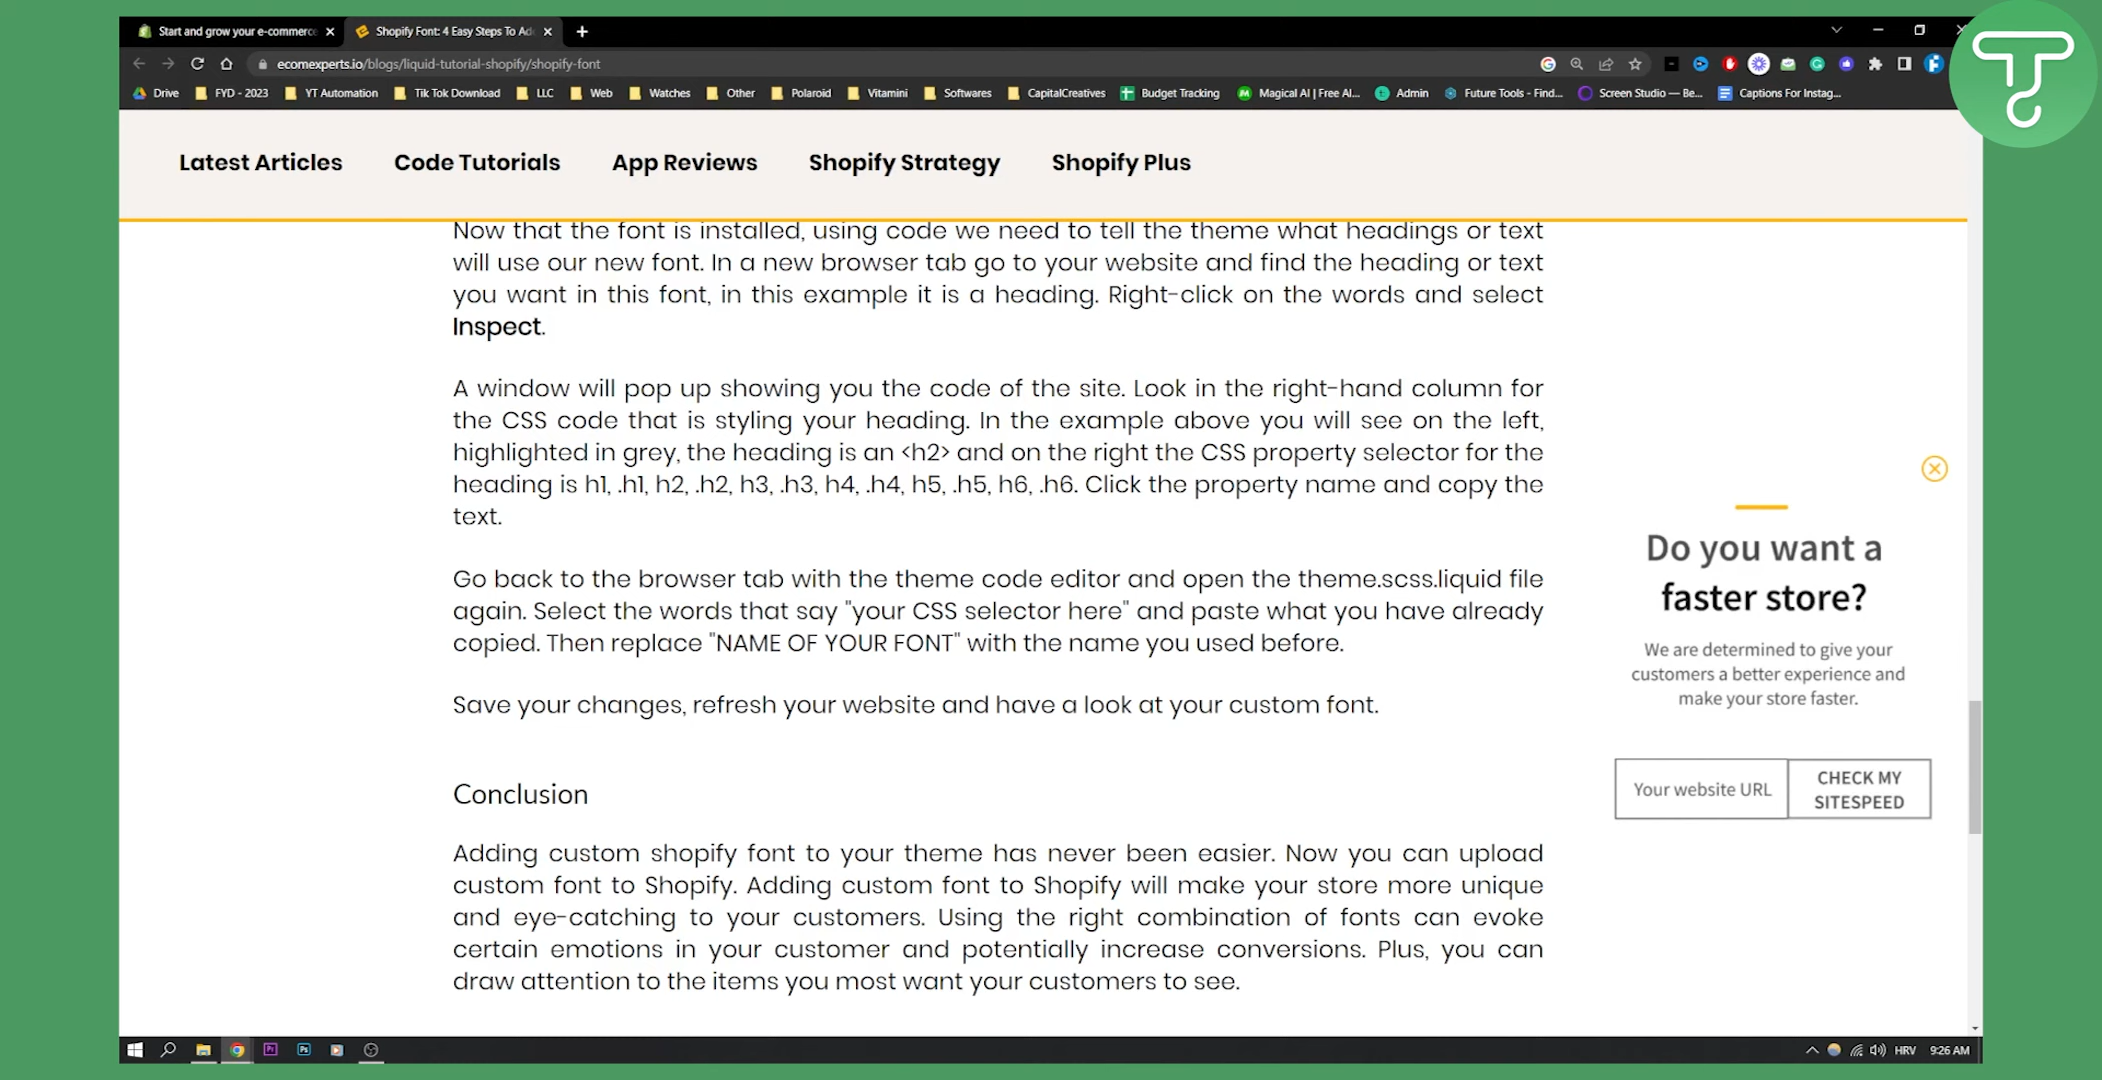 Start and grow your e-commerce
Shopify Font: 4 Easy Steps To Ad
ecomexperts.io/blogs/liquid-tutorial-shopify/shopify-font
Drive
FYD - 2023
YT Automation
Tik Tok Download
LLC
Web
Watches
Other
Polaroid
Vitamini
Softwares
CapitalCreatives
Budget Tracking
Magical AI | Free AI...
Admin
Future Tools - Find...
Screen Studio — Be...
Captions For Instag...
Latest Articles
Code Tutorials
App Reviews
Shopify Strategy
Shopify Plus
Now that the font is installed, using code we need to tell the theme what headings or text
will use our new font. In a new browser tab go to your website and find the heading or text
you want in this font, in this example it is a heading. Right-click on the words and select
Inspect.
A window will pop up showing you the code of the site. Look in the right-hand column for
the CSS code that is styling your heading. In the example above you will see on the left,
highlighted in grey, the heading is an <h2> and on the right the CSS property selector for the
heading is h1, .h1, h2, .h2, h3, .h3, h4, .h4, h5, .h5, h6, .h6. Click the property name and copy the
text.
Go back to the browser tab with the theme code editor and open the theme.scss.liquid file
again. Select the words that say "your CSS selector here" and paste what you have already
copied. Then replace "NAME OF YOUR FONT" with the name you used before.
Save your changes, refresh your website and have a look at your custom font.
Conclusion
Adding custom shopify font to your theme has never been easier. Now you can upload
custom font to Shopify. Adding custom font to Shopify will make your store more unique
and eye-catching to your customers. Using the right combination of fonts can evoke
certain emotions in your customer and potentially increase conversions. Plus, you can
draw attention to the items you most want your customers to see.
Do you want a
faster store?
We are determined to give your
customers a better experience and
make your store faster.
Your website URL
CHECK MY
SITESPEED
HRV
9:26 AM